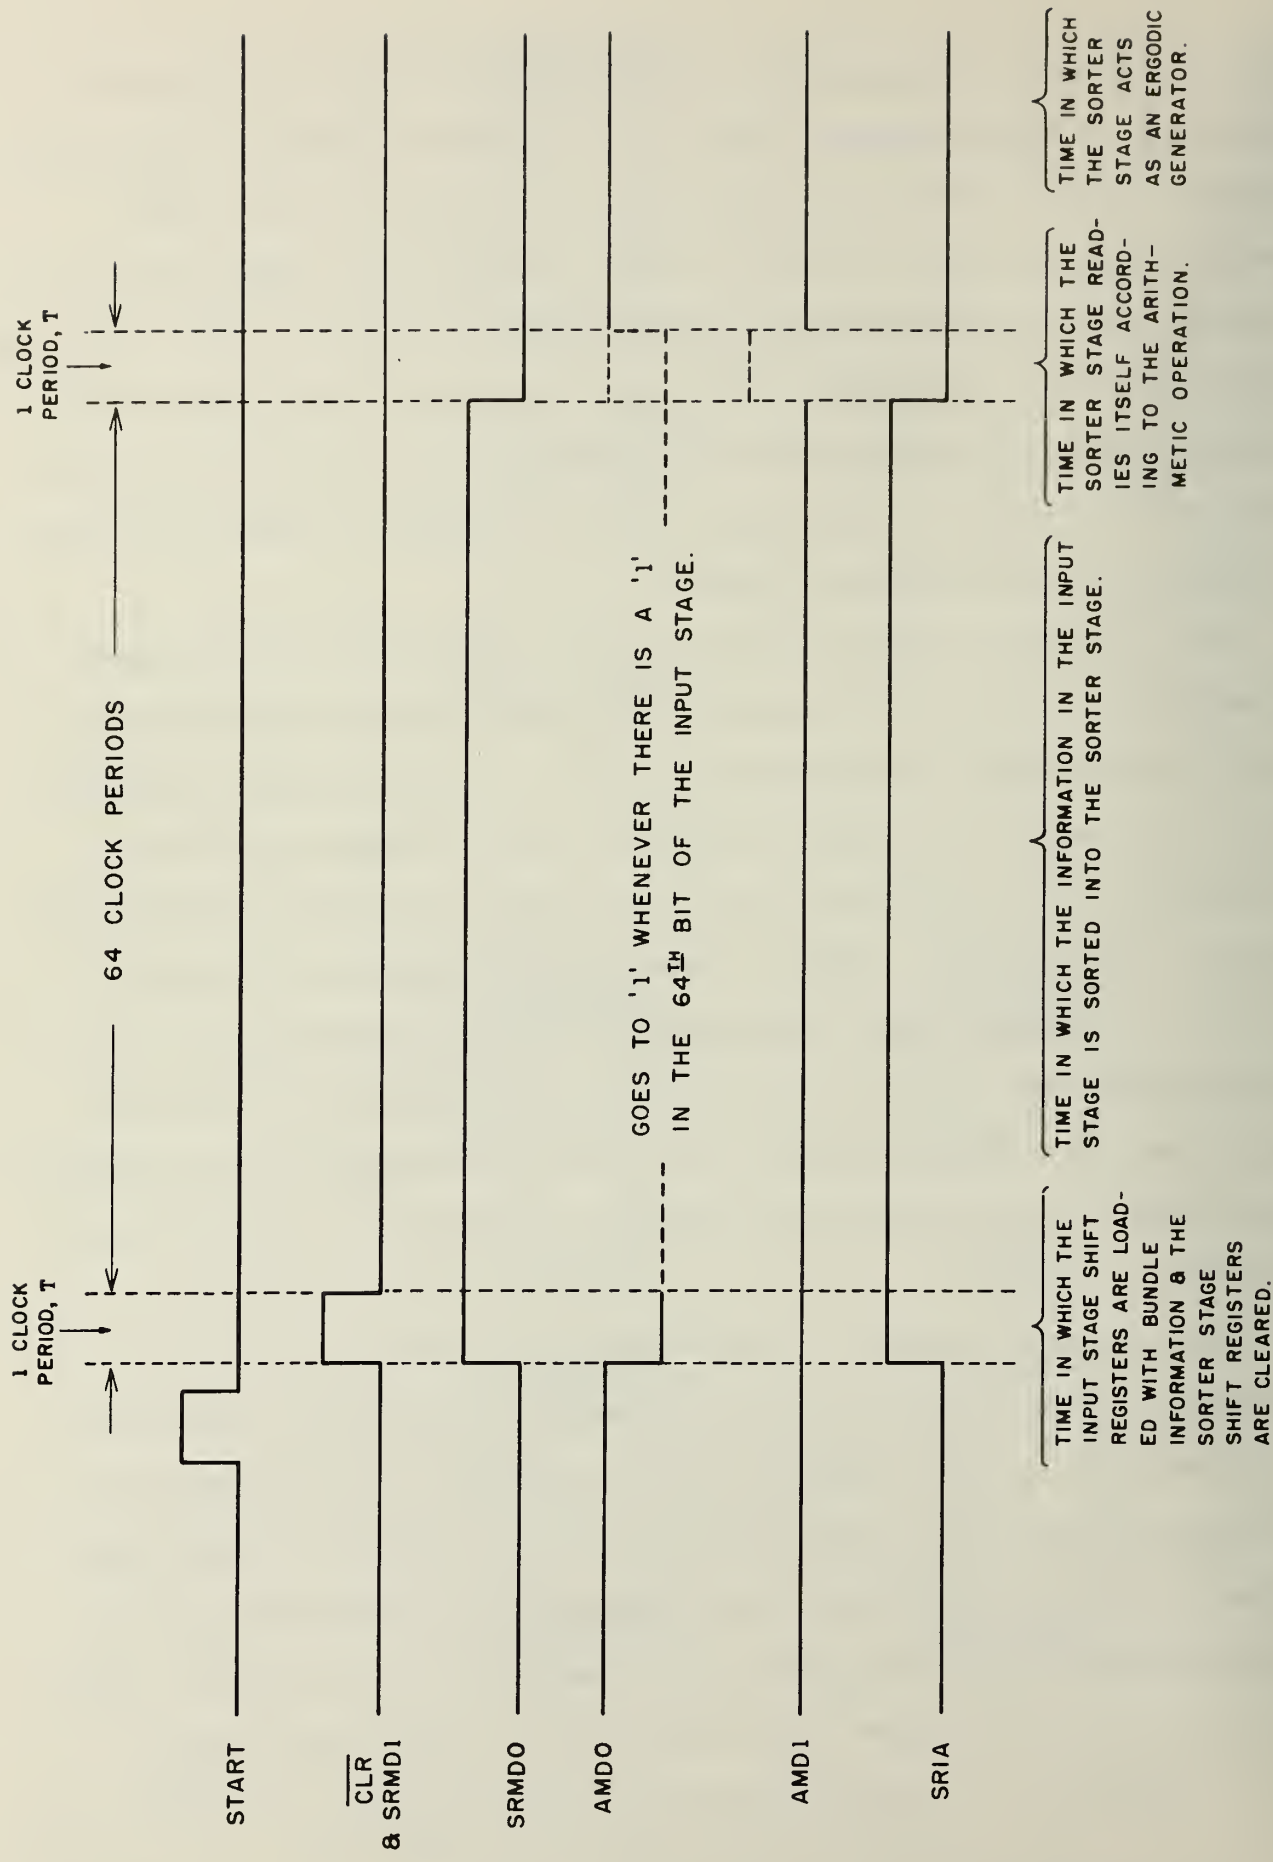 1 CLOCK
PERIOD, T
64 CLOCK PERIODS
1 CLOCK
PERIOD, T
START
CLR
& SRMD1
SRMD0
AMD0
GOES TO '1' WHENEVER THERE IS A '1'
IN THE 64TH BIT OF THE INPUT STAGE.
AMD1
SRIA
TIME IN WHICH THE
INPUT STAGE SHIFT
REGISTERS ARE LOAD-
ED WITH BUNDLE
INFORMATION & THE
SORTER STAGE
SHIFT REGISTERS
ARE CLEARED.
TIME IN WHICH THE INFORMATION IN THE INPUT
STAGE IS SORTED INTO THE SORTER STAGE.
TIME IN WHICH THE
SORTER STAGE READ-
IES ITSELF ACCORD-
ING TO THE ARITH-
METIC OPERATION.
TIME IN WHICH
THE SORTER
STAGE ACTS
AS AN ERGODIC
GENERATOR.